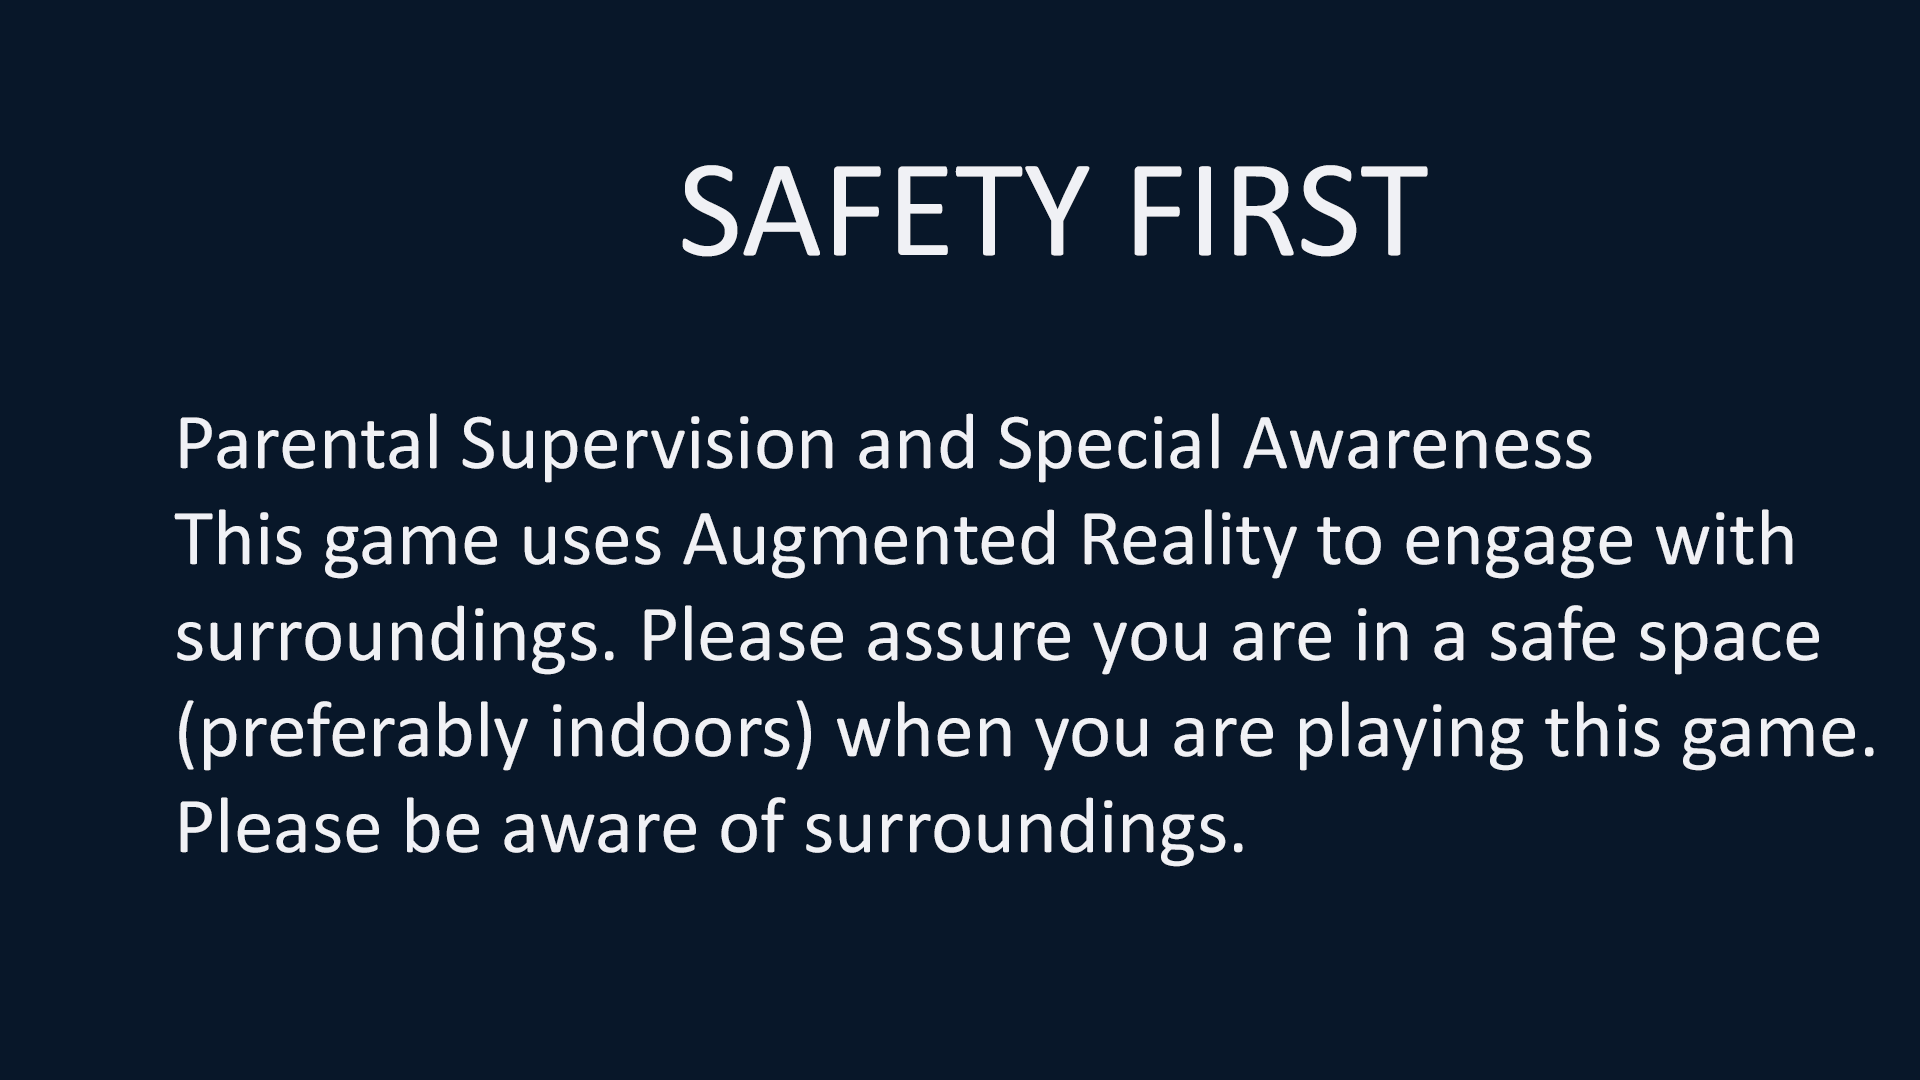 SAFETY FIRST
Parental Supervision and Special Awareness
This game uses Augmented Reality to engage with
surroundings. Please assure you are in a safe space
(preferably indoors) when you are playing this game.
Please be aware of surroundings.